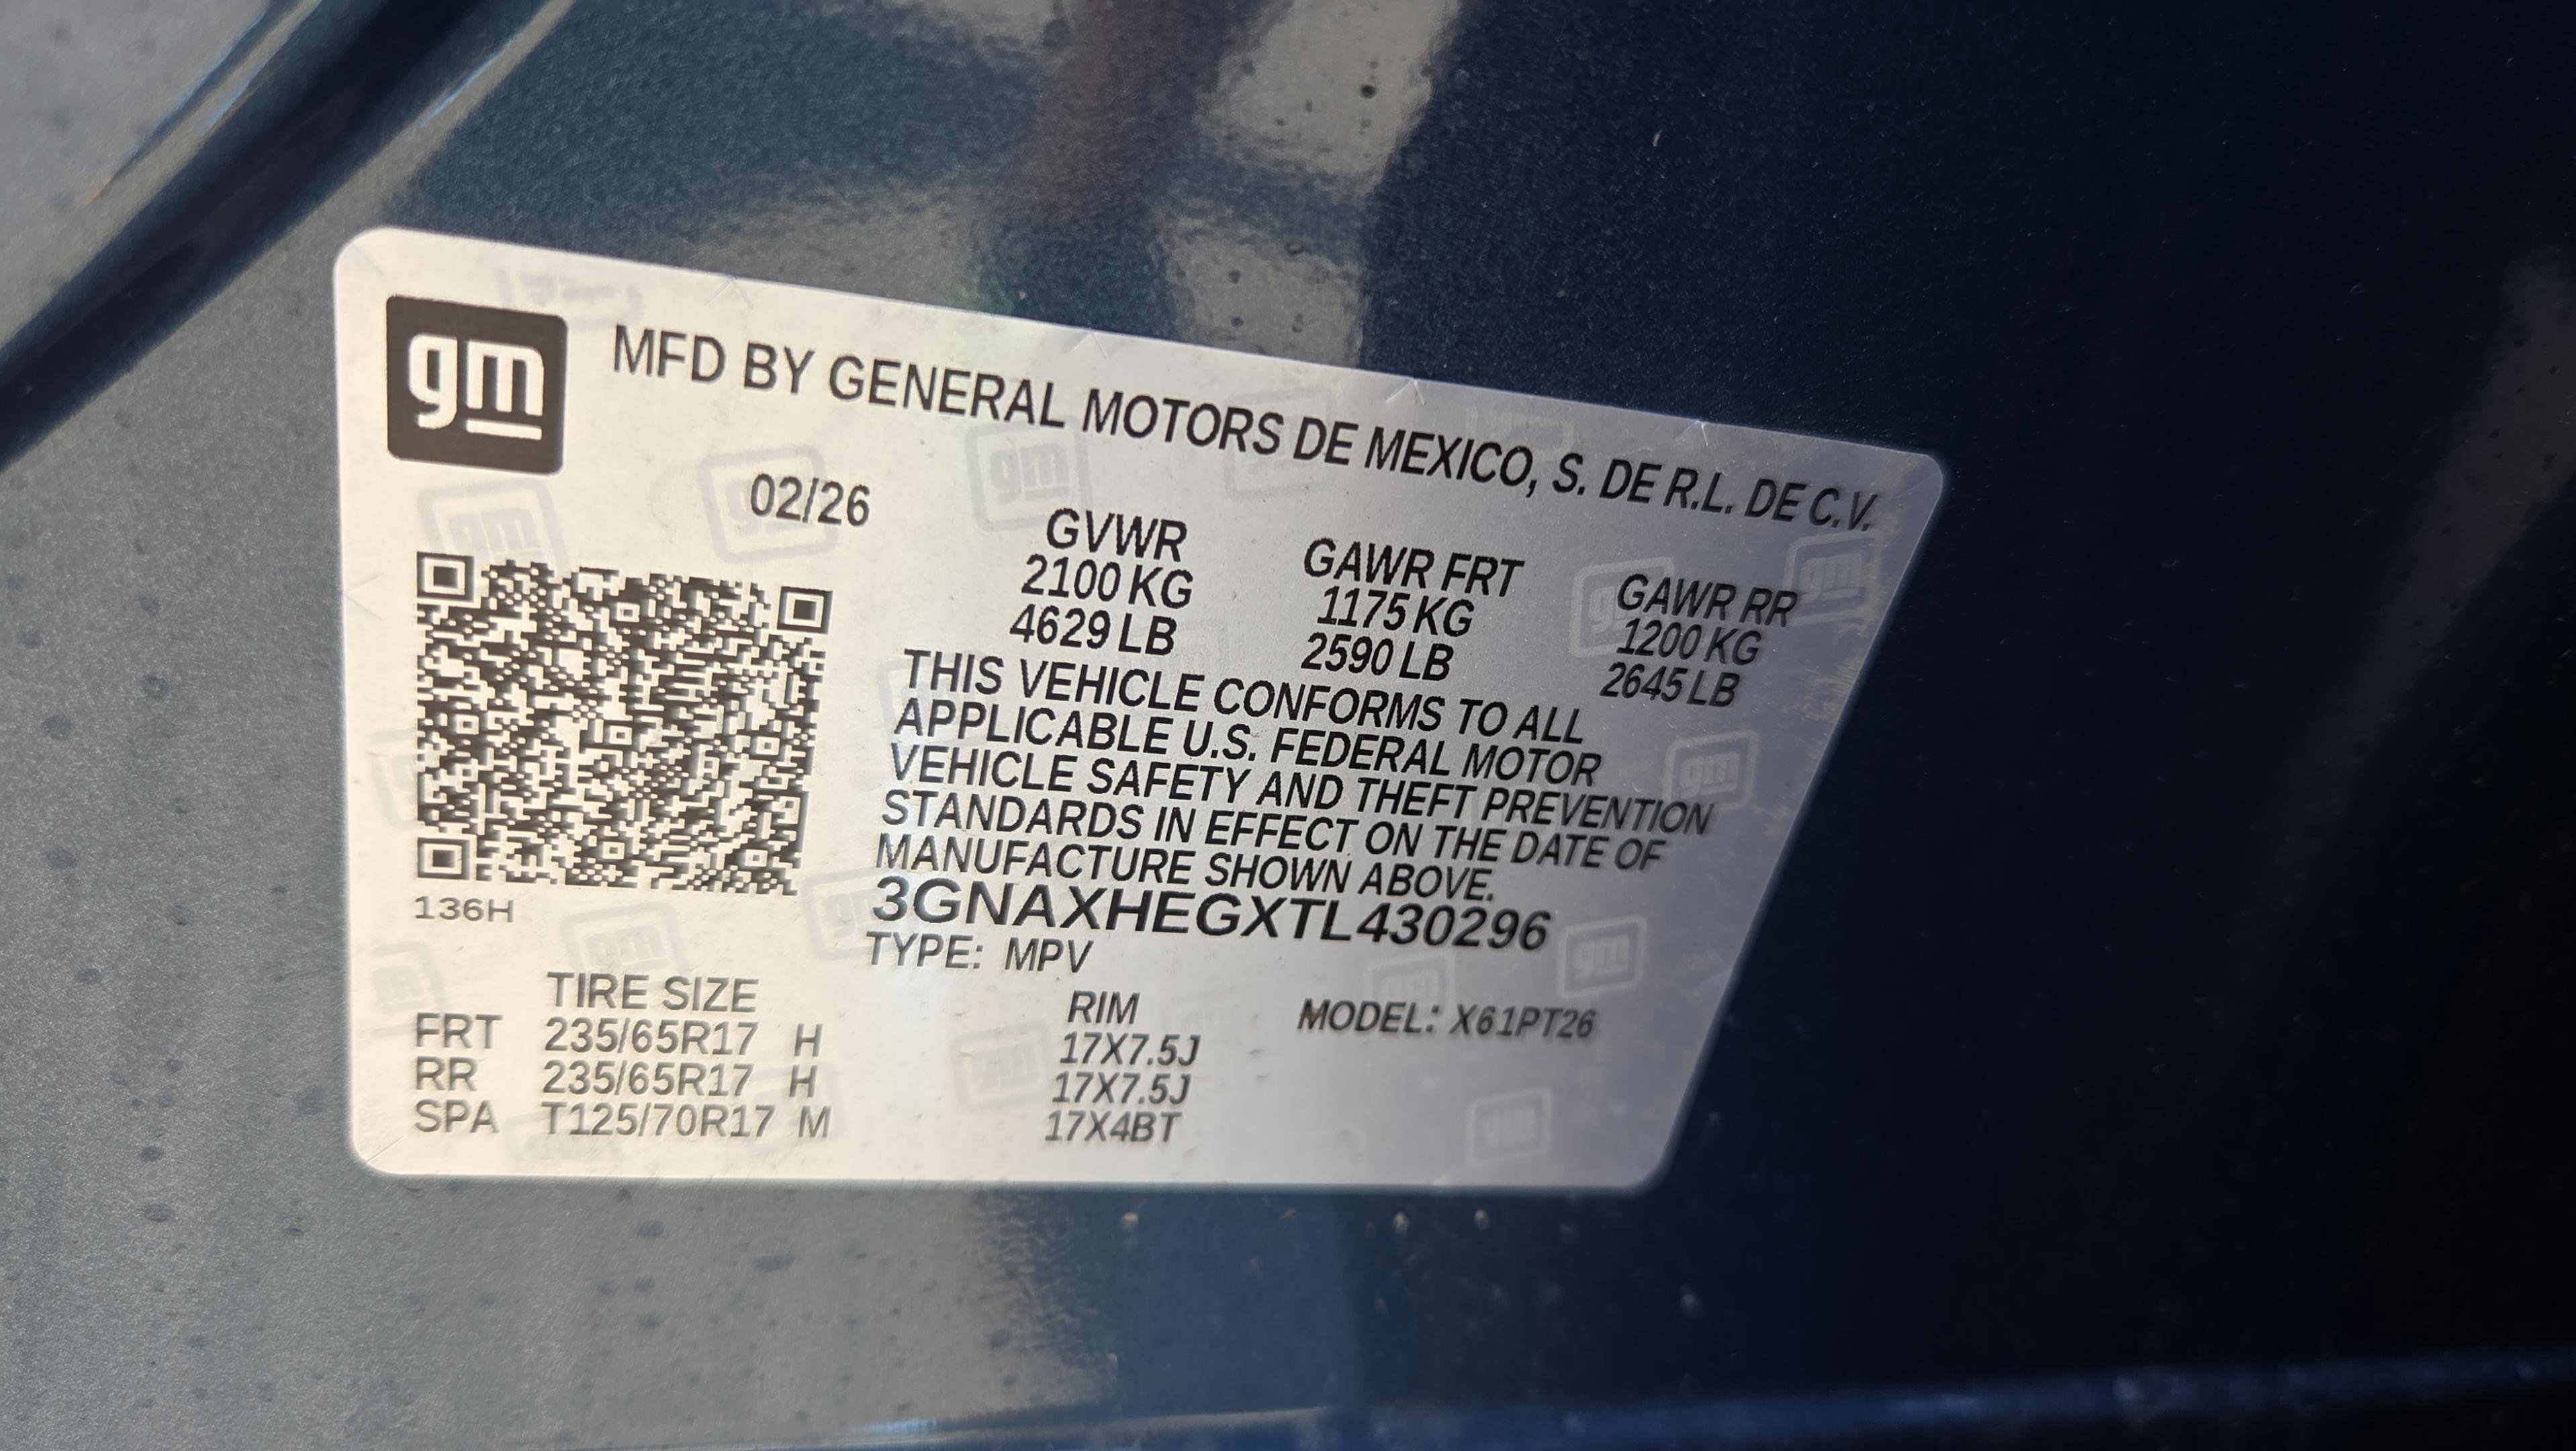 gm
MFD BY GENERAL MOTORS DE MEXICO, S. DE R.L. DE C.V.
02/26
GVWR GAWR FRT GAWR RR
2100 KG 1175 KG 1200 KG
4629 LB 2590 LB 2645 LB
THIS VEHICLE CONFORMS TO ALL
APPLICABLE U.S. FEDERAL MOTOR
VEHICLE SAFETY AND THEFT PREVENTION
STANDARDS IN EFFECT ON THE DATE OF
MANUFACTURE SHOWN ABOVE.
3GNAXHEGXTL430296
136H
TYPE: MPV
TIRE SIZE RIM MODEL: X61PT26
FRT 235/65R17 H 17X7.5J
RR 235/65R17 H 17X7.5J
SPA T125/70R17 M 17X4BT